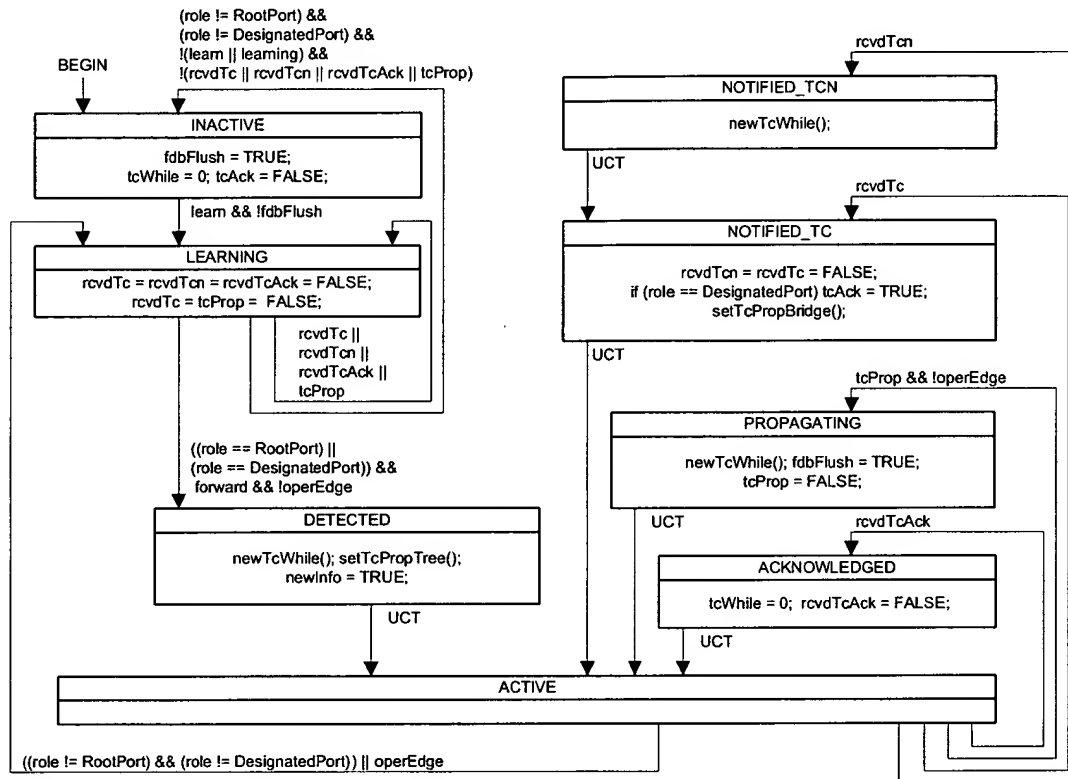 (role != RootPort) &&
(role != DesignatedPort) &&
!(learn || learning) &&
!(rcvdTc || rcvdTcn || rcvdTcAck || tcProp)
BEGIN
INACTIVE
fdbFlush = TRUE;
tcWhile = 0; tcAck = FALSE;
learn && !fdbFlush
LEARNING
rcvdTc = rcvdTcn = rcvdTcAck = FALSE;
rcvdTc = tcProp = FALSE;
rcvdTc ||
rcvdTcn ||
rcvdTcAck ||
tcProp
((role == RootPort) ||
(role == DesignatedPort)) &&
forward && !operEdge
DETECTED
newTcWhile(); setTcPropTree();
newInfo = TRUE;
UCT
rcvdTcn
NOTIFIED_TCN
newTcWhile();
UCT
rcvdTc
NOTIFIED_TC
rcvdTcn = rcvdTc = FALSE;
if (role == DesignatedPort) tcAck = TRUE;
setTcPropBridge();
UCT
tcProp && !operEdge
PROPAGATING
newTcWhile(); fdbFlush = TRUE;
tcProp = FALSE;
UCT
rcvdTcAck
ACKNOWLEDGED
tcWhile = 0; rcvdTcAck = FALSE;
UCT
ACTIVE
((role != RootPort) && (role != DesignatedPort)) || operEdge